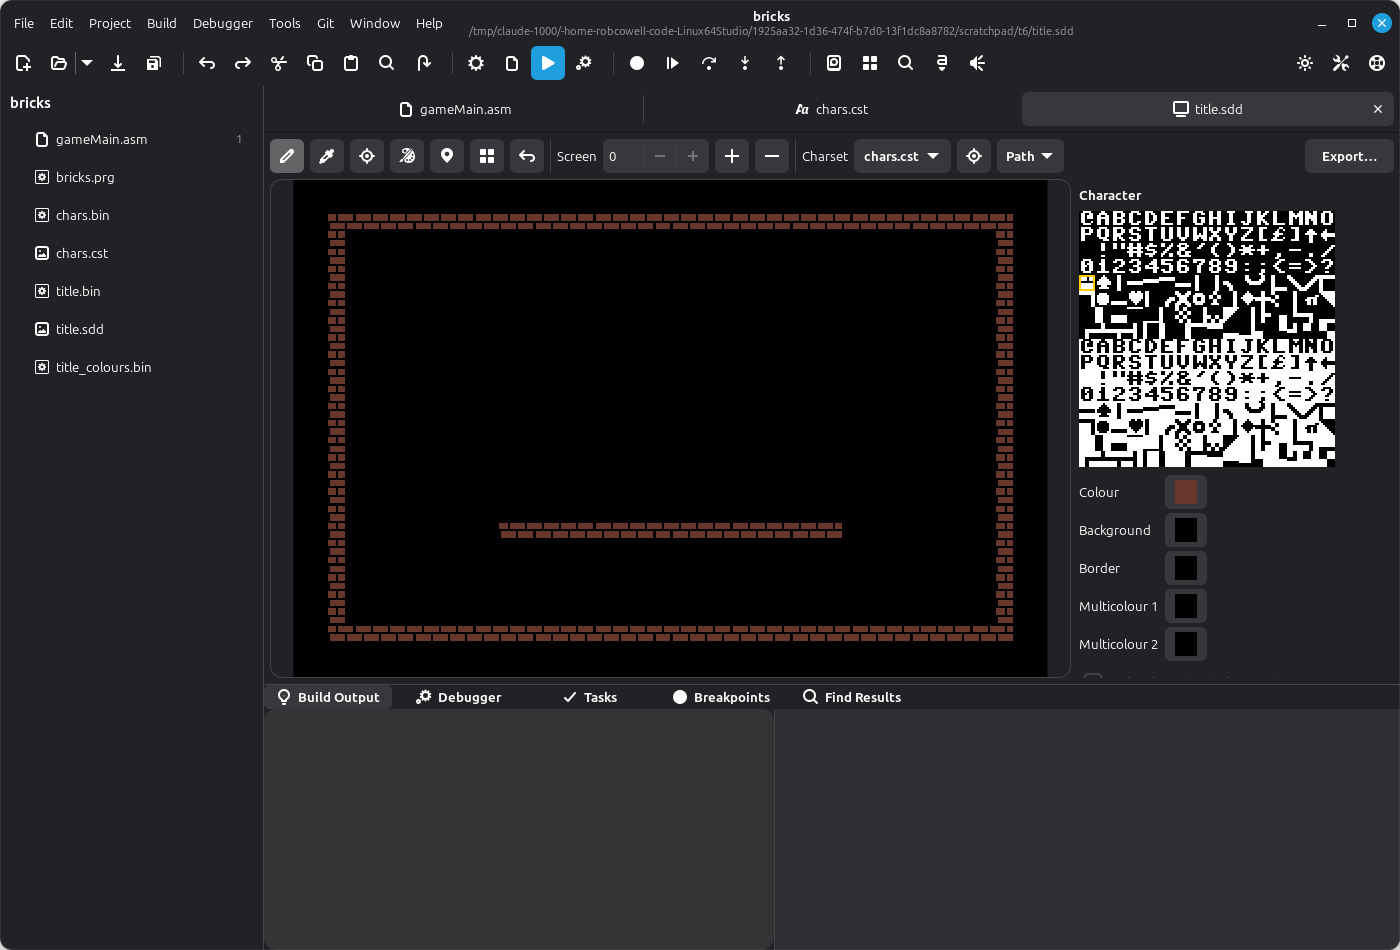 File Edit Project Build Debugger Tools Git Window Help
bricks
/tmp/claude-1000/-home-robcowell-code-Linux64Studio/1925aa32-1d36-474f-b7d0-13f1dc8a8782/scratchpad/t6/title.sdd
bricks
gameMain.asm 1
bricks.prg
chars.bin
chars.cst
title.bin
title.sdd
title_colours.bin
gameMain.asm
Aa chars.cst
title.sdd
Screen 0
Charset chars.cst
Path
Export...
Character
@ABCDEFGHIJKLMNO
PQRSTUVWXYZ[£]↑←
!"#$%&'()*+,-./
0123456789:;<=>?
@ABCDEFGHIJKLMNO
PQRSTUVWXYZ[£]↑←
!"#$%&'()*+,-./
0123456789:;<=>?
Colour
Background
Border
Multicolour 1
Multicolour 2
Build Output
Debugger
Tasks
Breakpoints
Find Results